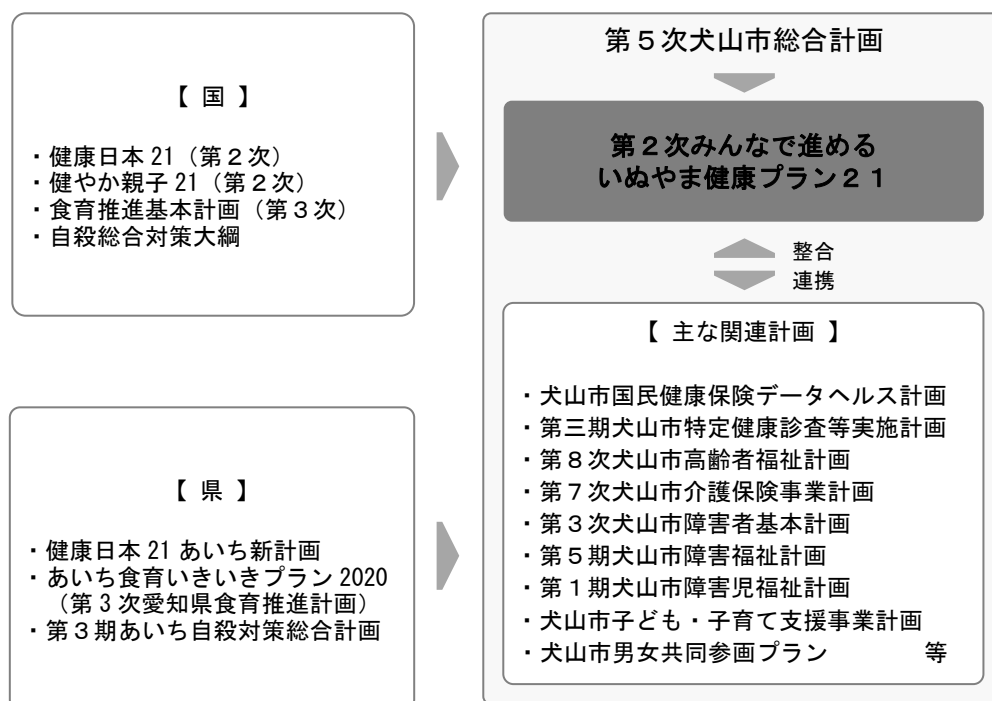 【 国 】
・健康日本 21（第２次）
・健やか親子 21（第２次）
・食育推進基本計画（第３次）
・自殺総合対策大綱
【 県 】
・健康日本 21 あいち新計画
・あいち食育いきいきプラン 2020
（第 3 次愛知県食育推進計画）
・第３期あいち自殺対策総合計画
第５次犬山市総合計画
第２次みんなで進める
いぬやま健康プラン２１
整合
連携
【 主な関連計画 】
・犬山市国民健康保険データヘルス計画
・第三期犬山市特定健康診査等実施計画
・第８次犬山市高齢者福祉計画
・第７次犬山市介護保険事業計画
・第３次犬山市障害者基本計画
・第５期犬山市障害福祉計画
・第１期犬山市障害児福祉計画
・犬山市子ども・子育て支援事業計画
・犬山市男女共同参画プラン　　　等